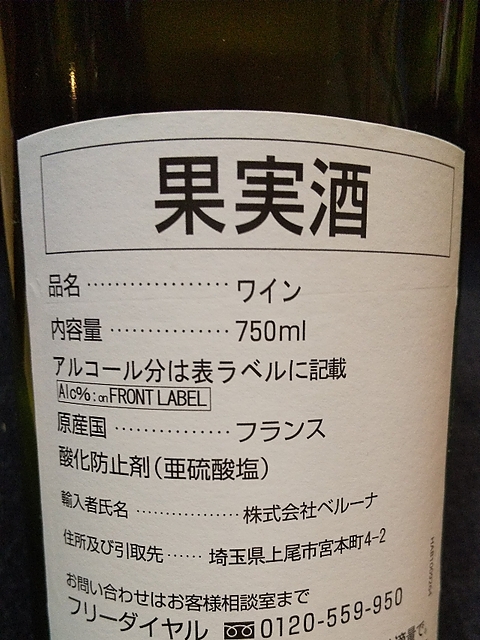 果実酒
品名・・・・・・・・・・・・・・・・・・ワイン
内容量・・・・・・・・・・・・・・・750ml
アルコール分は表ラベルに記載
Alc%:on FRONT LABEL
原産国・・・・・・・・・・・・・・・フランス
酸化防止剤(亜硫酸塩)
輸入者氏名・・・・・・・・・・・・・・・・株式会社ベルーナ
住所及び引取先・・・・・・埼玉県上尾市宮本町4-2
お問い合わせはお客様相談室まで
フリーダイヤル 0120-559-950